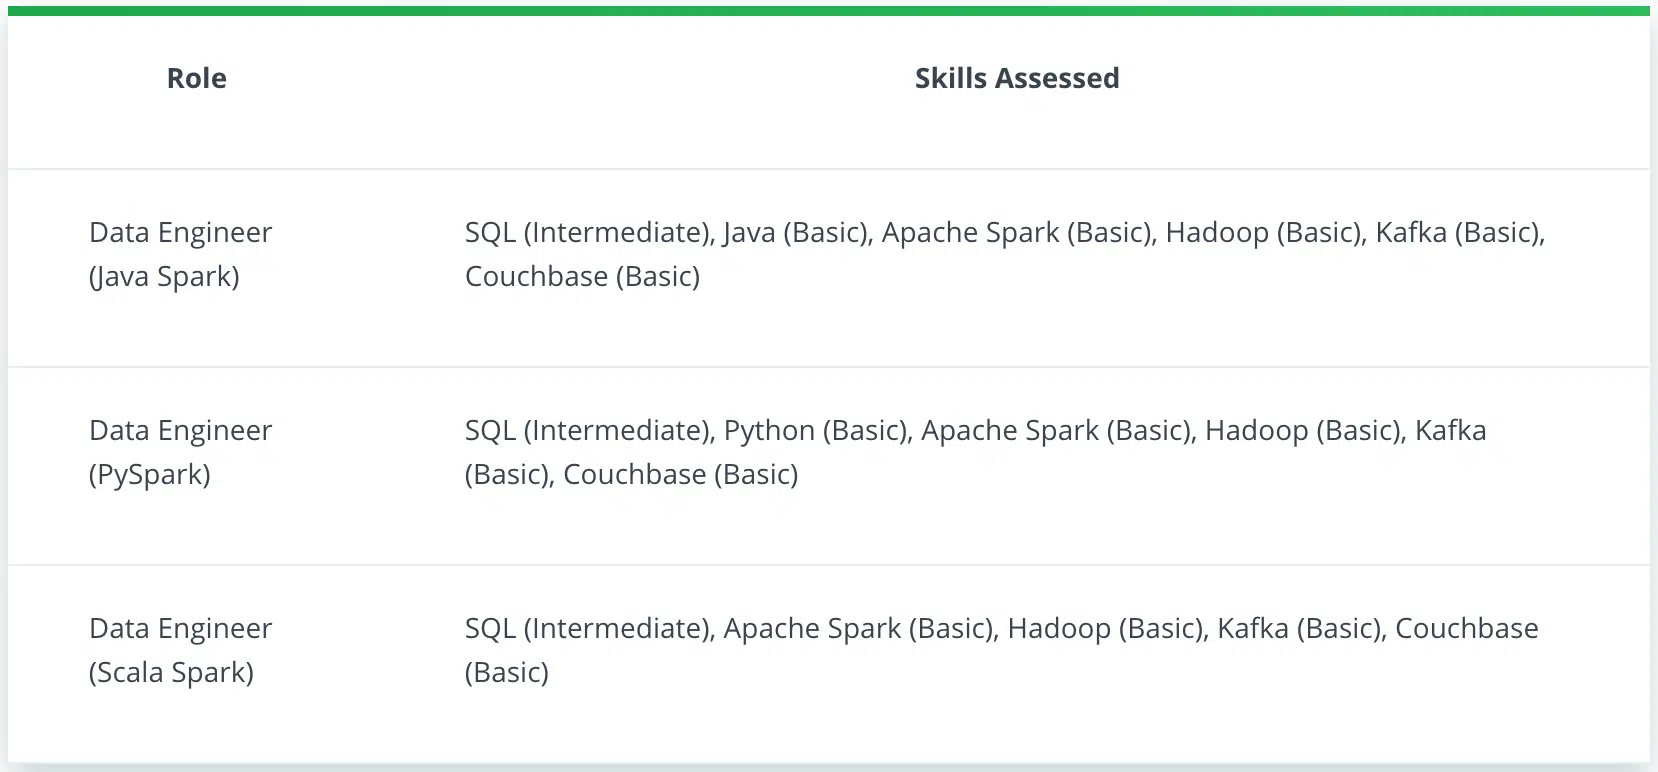 Role
Skills Assessed
Data Engineer
(Java Spark)
SQL (Intermediate), Java (Basic), Apache Spark (Basic), Hadoop (Basic), Kafka (Basic),
Couchbase (Basic)
Data Engineer
(PySpark)
SQL (Intermediate), Python (Basic), Apache Spark (Basic), Hadoop (Basic), Kafka
(Basic), Couchbase (Basic)
Data Engineer
(Scala Spark)
SQL (Intermediate), Apache Spark (Basic), Hadoop (Basic), Kafka (Basic), Couchbase
(Basic)